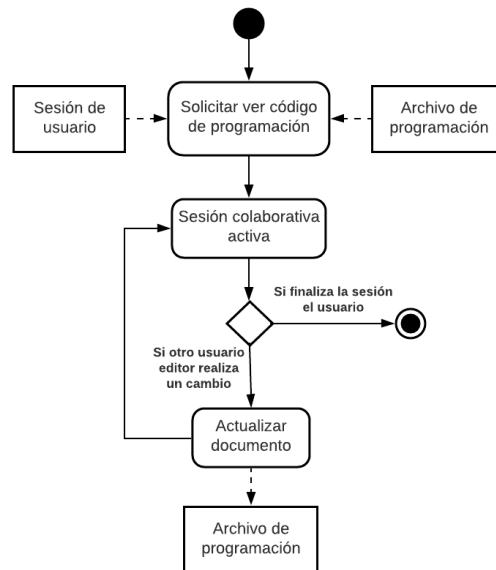 Sesión de
usuario
Solicitar ver código
de programación
Archivo de
programación
Sesión colaborativa
activa
Si finaliza la sesión
el usuario
Si otro usuario
editor realiza
un cambio
Actualizar
documento
Archivo de
programación